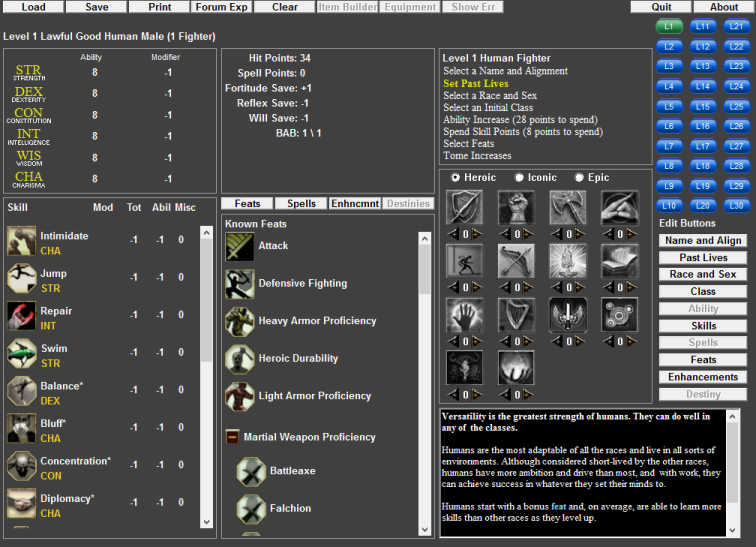 Load Save Print Forum Exp Clear Item Builder Equipment Show Err Quit About
Level 1 Lawful Good Human Male (1 Fighter)
Ability Modifier
STR 8 -1
STRENGTH
DEX 8 -1
DEXTERITY
CON 8 -1
CONSTITUTION
INT 8 -1
INTELLIGENCE
WIS 8 -1
WISDOM
CHA 8 -1
CHARISMA
Hit Points: 34
Spell Points: 0
Fortitude Save: +1
Reflex Save: -1
Will Save: -1
BAB: 1 \ 1
Level 1 Human Fighter
Select a Name and Alignment
Set Past Lives
Select a Race and Sex
Select an Initial Class
Ability Increase (28 points to spend)
Spend Skill Points (8 points to spend)
Select Feats
Tome Increases
L1 L11 L21
L2 L12 L22
L3 L13 L23
L4 L14 L24
L5 L15 L25
L6 L16 L26
L7 L17 L27
L8 L18 L28
L9 L19 L29
L10 L20 L30
Skill Mod Tot Abil Misc
Intimidate -1 -1 0
CHA
Jump -1 -1 0
STR
Repair -1 -1 0
INT
Swim -1 -1 0
STR
Balance* -1 -1 0
DEX
Bluff* -1 -1 0
CHA
Concentration* -1 -1 0
CON
Diplomacy* -1 -1 0
CHA
Feats Spells Enhncmnt Destinies
Known Feats
Attack
Defensive Fighting
Heavy Armor Proficiency
Heroic Durability
Light Armor Proficiency
Martial Weapon Proficiency
Battleaxe
Falchion
Heroic Iconic Epic
0 0 0 0
0 0 0 0
0 0 0 0
0 0
Edit Buttons
Name and Align
Past Lives
Race and Sex
Class
Ability
Skills
Spells
Feats
Enhancements
Destiny
Versatility is the greatest strength of humans. They can do well in
any of the classes.
Humans are the most adaptable of all the races and live in all sorts of
environments. Although considered short-lived by the other races,
humans have more ambition and drive than most, and with work, they
can achieve success in whatever they set their minds to.
Humans start with a bonus feat and, on average, are able to learn more
skills than other races as they level up.